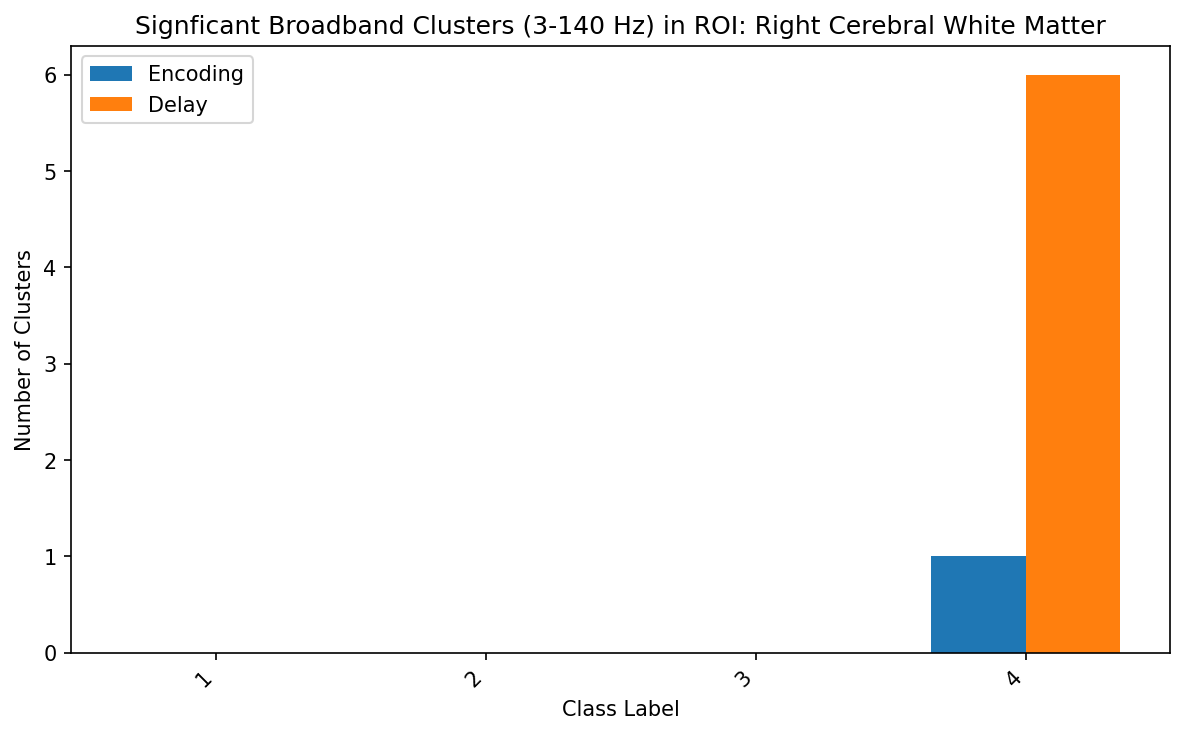 Signficant Broadband Clusters (3-140 Hz) in ROI: Right Cerebral White Matter
Encoding
Delay
Number of Clusters
6
5
4
3
2
1
0
1
2
3
4
Class Label